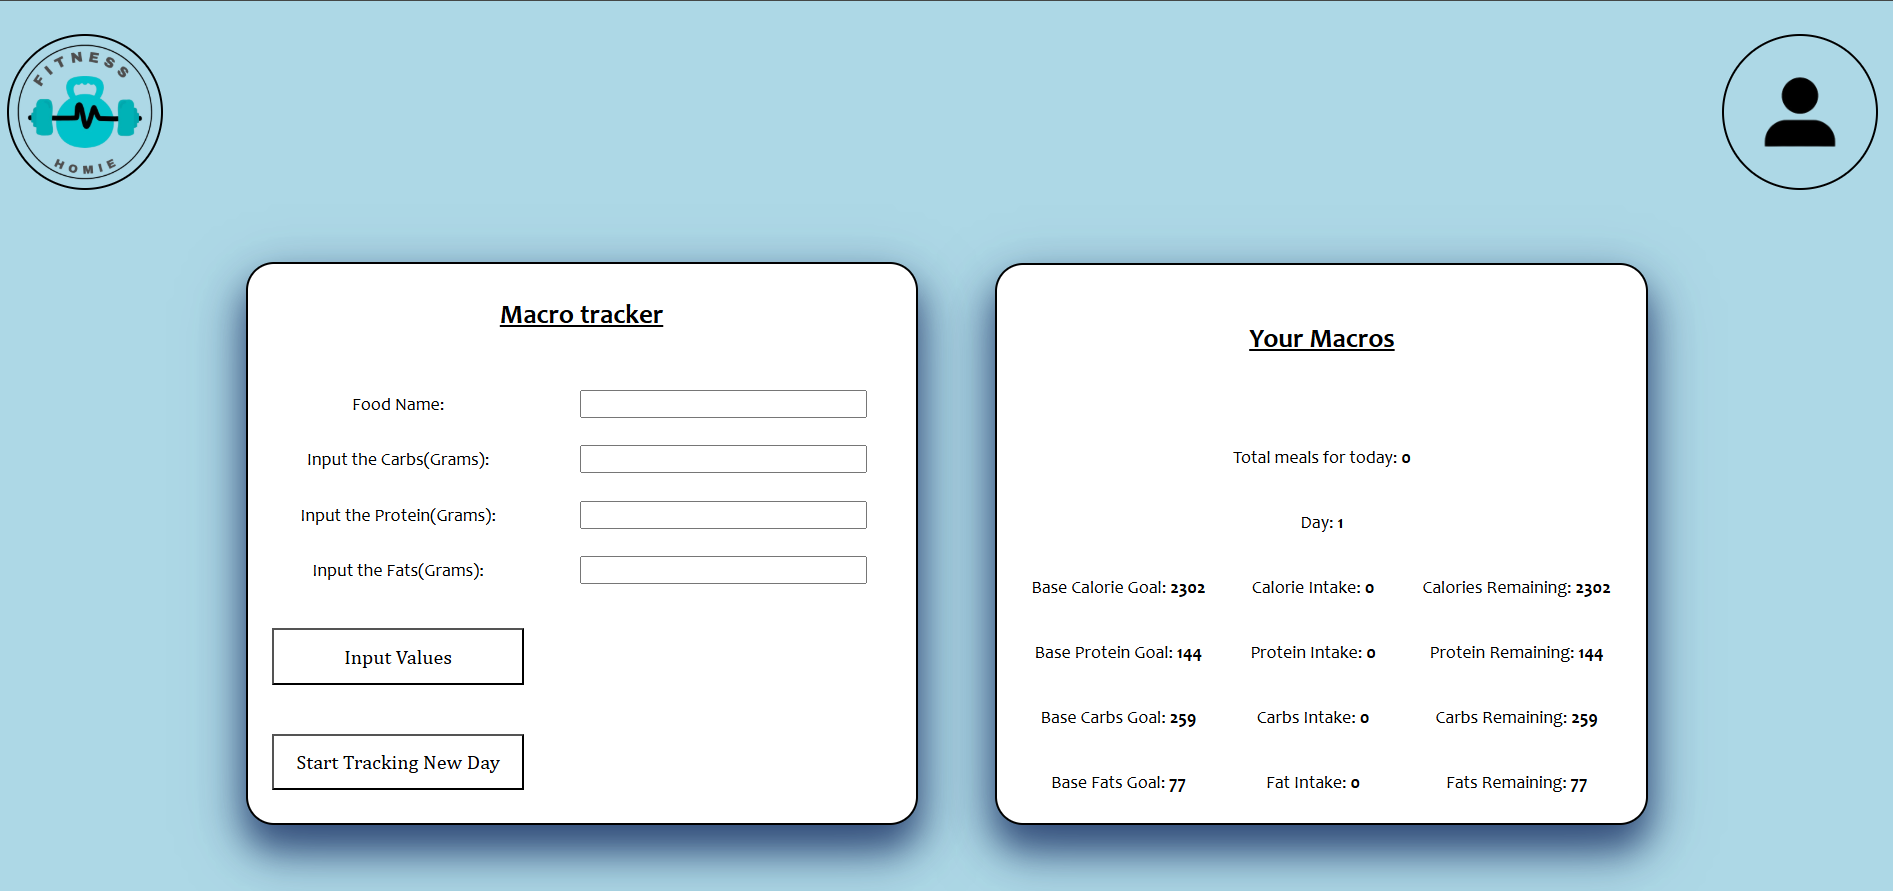 FITNESS
HOMIE
Macro tracker
Food Name:
Input the Carbs(Grams):
Input the Protein(Grams):
Input the Fats(Grams):
Input Values
Start Tracking New Day
Your Macros
Total meals for today: 0
Day: 1
Base Calorie Goal: 2302 Calorie Intake: 0 Calories Remaining: 2302
Base Protein Goal: 144 Protein Intake: 0 Protein Remaining: 144
Base Carbs Goal: 259 Carbs Intake: 0 Carbs Remaining: 259
Base Fats Goal: 77 Fat Intake: 0 Fats Remaining: 77